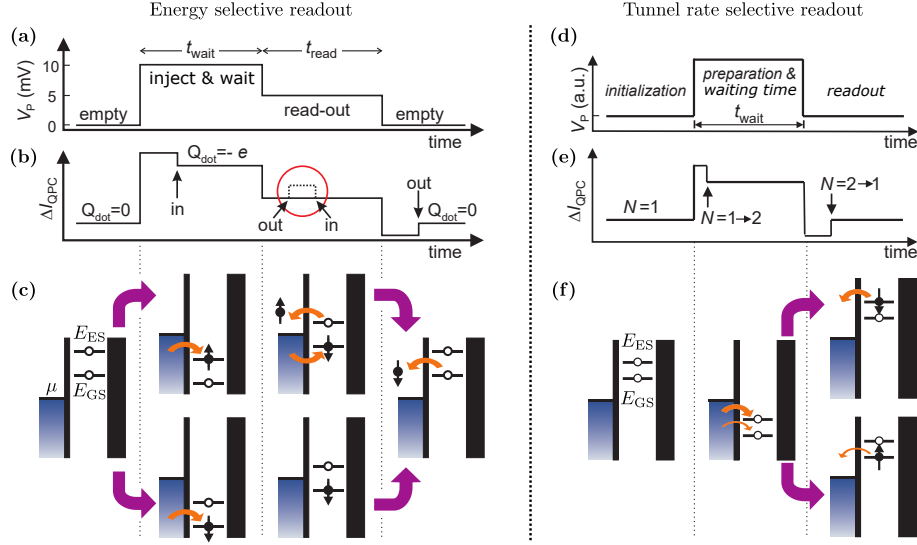 Energy selective readout
(a)
t_wait
t_read
V_P (mV)
10
5
0
empty
inject & wait
read-out
empty
time
(b)
ΔI_QPC
Q_dot=0
Q_dot=- e
in
out
in
out
Q_dot=0
time
(c)
E_ES
μ
E_GS
Tunnel rate selective readout
(d)
V_P (a.u.)
initialization
preparation &
waiting time
t_wait
readout
time
(e)
ΔI_QPC
N=1
N=1→2
N=2→1
time
(f)
E_ES
μ
E_GS